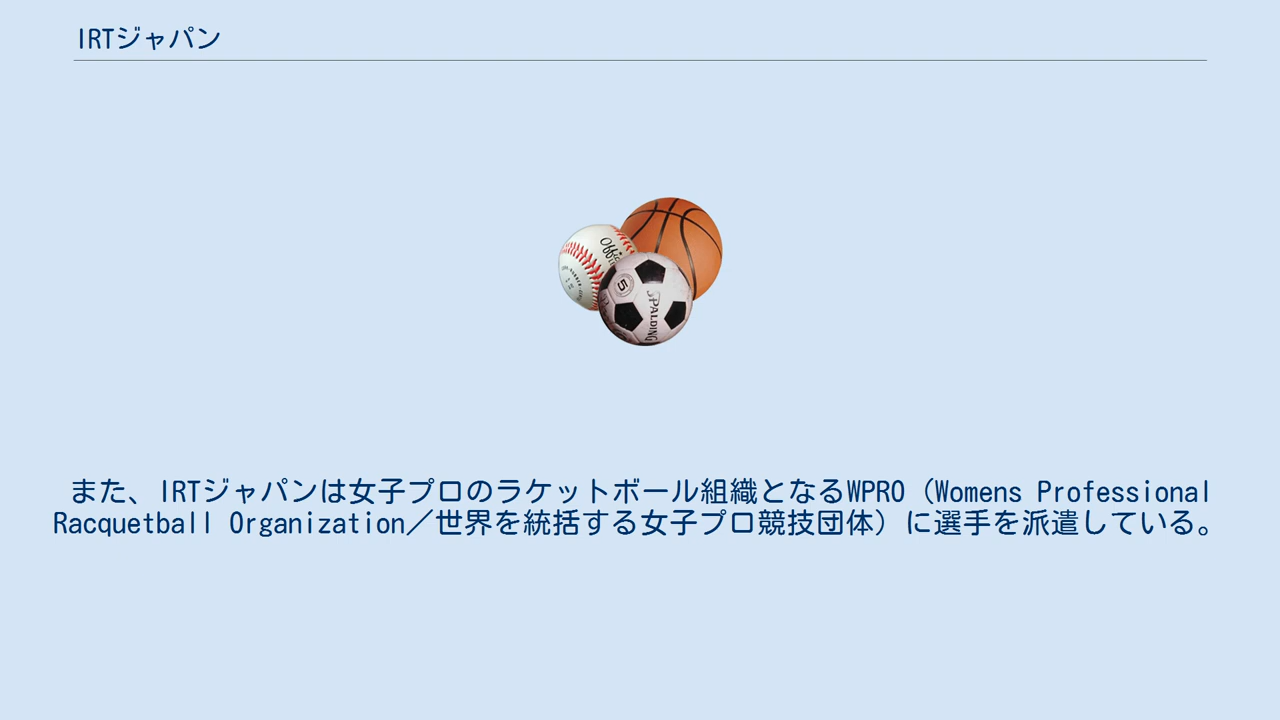 IRTジャパン
Offic
5
SPALDING
また、IRTジャパンは女子プロのラケットボール組織となるWPRO（Womens Professional
Racquetball Organization／世界を統括する女子プロ競技団体）に選手を派遣している。